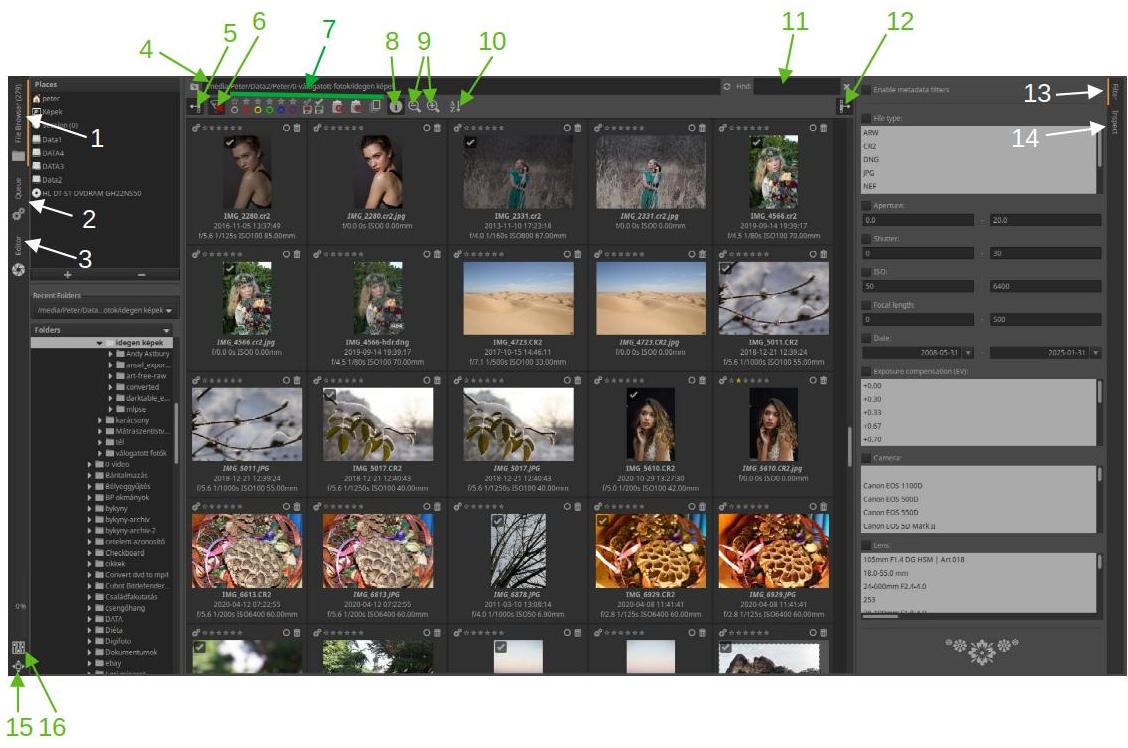 4
5
6
7
8
9
10
11
12
13
14
1
2
3
15 16
File Browser (279)
Queue
Editor
0%
Places
peter
Képek
Session (0)
Data1
DATA4
DATA3
Data2
HL-DT-ST DVDRAM GH22NS50
+ −
Recent Folders
/media/Peter/Data...otok/idegen képek
Folders
idegen képek
Andy Astbury
ansel_expor...
art-free-raw
converted
darktable_e...
mlpse
karácsony
Mátraszentistv...
tél
válogatott fotók
0-video
Bántalmazás
Bélyeggyűjtés
BP okmányok
bykyny
bykyny-archiv
bykyny-archiv-2
cetelem azonosító
Checkboard
cikkek
Convert dvd to mp4
Cubot Bitdefender...
Családfakutatás
csengőhang
DATA
Diéta
Digifoto
Dokumentumok
ebay
/media/Peter/Data2/Peter/0-válogatott-fotók/idegen képek
Find:
IMG_2280.cr2
2016-11-05 13:37:49
f/5.6 1/125s ISO100 85.00mm
IMG_2280.cr2.jpg
f/0.0 0s ISO0 0.00mm
IMG_2331.cr2
2013-11-10 17:23:18
f/4.0 1/160s ISO800 67.00mm
IMG_2331.cr2.jpg
f/0.0 0s ISO0 0.00mm
IMG_4566.cr2
2019-09-14 19:39:17
f/4.5 1/80s ISO100 70.00mm
IMG_4566.cr2.jpg
f/0.0 0s ISO0 0.00mm
HDR
IMG_4566-hdr.dng
2019-09-14 19:39:17
f/4.5 1/80s ISO100 70.00mm
IMG_4723.CR2
2017-10-15 14:46:11
f/7.1 1/500s ISO100 33.00mm
IMG_4723.CR2.jpg
f/0.0 0s ISO0 0.00mm
IMG_5011.CR2
2018-12-21 12:39:24
f/5.6 1/1000s ISO100 55.00mm
IMG_5011.JPG
2018-12-21 12:39:24
f/5.6 1/1000s ISO100 55.00mm
IMG_5017.CR2
2018-12-21 12:40:43
f/5.6 1/1250s ISO100 40.00mm
IMG_5017.JPG
2018-12-21 12:40:43
f/5.6 1/1250s ISO100 40.00mm
IMG_5610.CR2
2020-10-29 13:27:30
f/5.0 1/200s ISO100 42.00mm
IMG_5610.CR2.jpg
f/0.0 0s ISO0 0.00mm
IMG_6613.CR2
2020-04-12 07:22:55
f/5.6 1/200s ISO6400 60.00mm
IMG_6613.JPG
2020-04-12 07:22:55
f/5.6 1/200s ISO6400 60.00mm
IMG_6878.JPG
2011-03-10 13:08:14
f/4.0 1/1000s ISO50 6.90mm
IMG_6929.CR2
2020-04-08 11:41:41
f/2.8 1/125s ISO6400 60.00mm
IMG_6929.JPG
2020-04-08 11:41:41
f/2.8 1/125s ISO6400 60.00mm
Enable metadata filters
File type:
ARW
CR2
DNG
JPG
NEF
Aperture:
0.0 - 20.0
Shutter:
0 - 30
ISO:
50 6400
Focal length:
0 - 500
Date:
2008-05-31 - 2025-01-31
Exposure compensation (EV):
+0.00
+0.30
+0.33
+0.67
+0.70
Camera:
Canon EOS 1100D
Canon EOS 500D
Canon EOS 550D
Canon EOS 5D Mark II
Lens:
105mm F1.4 DG HSM | Art 018
18.0-55.0 mm
24-600mm F2.4-4.0
253
Filter
Inspect